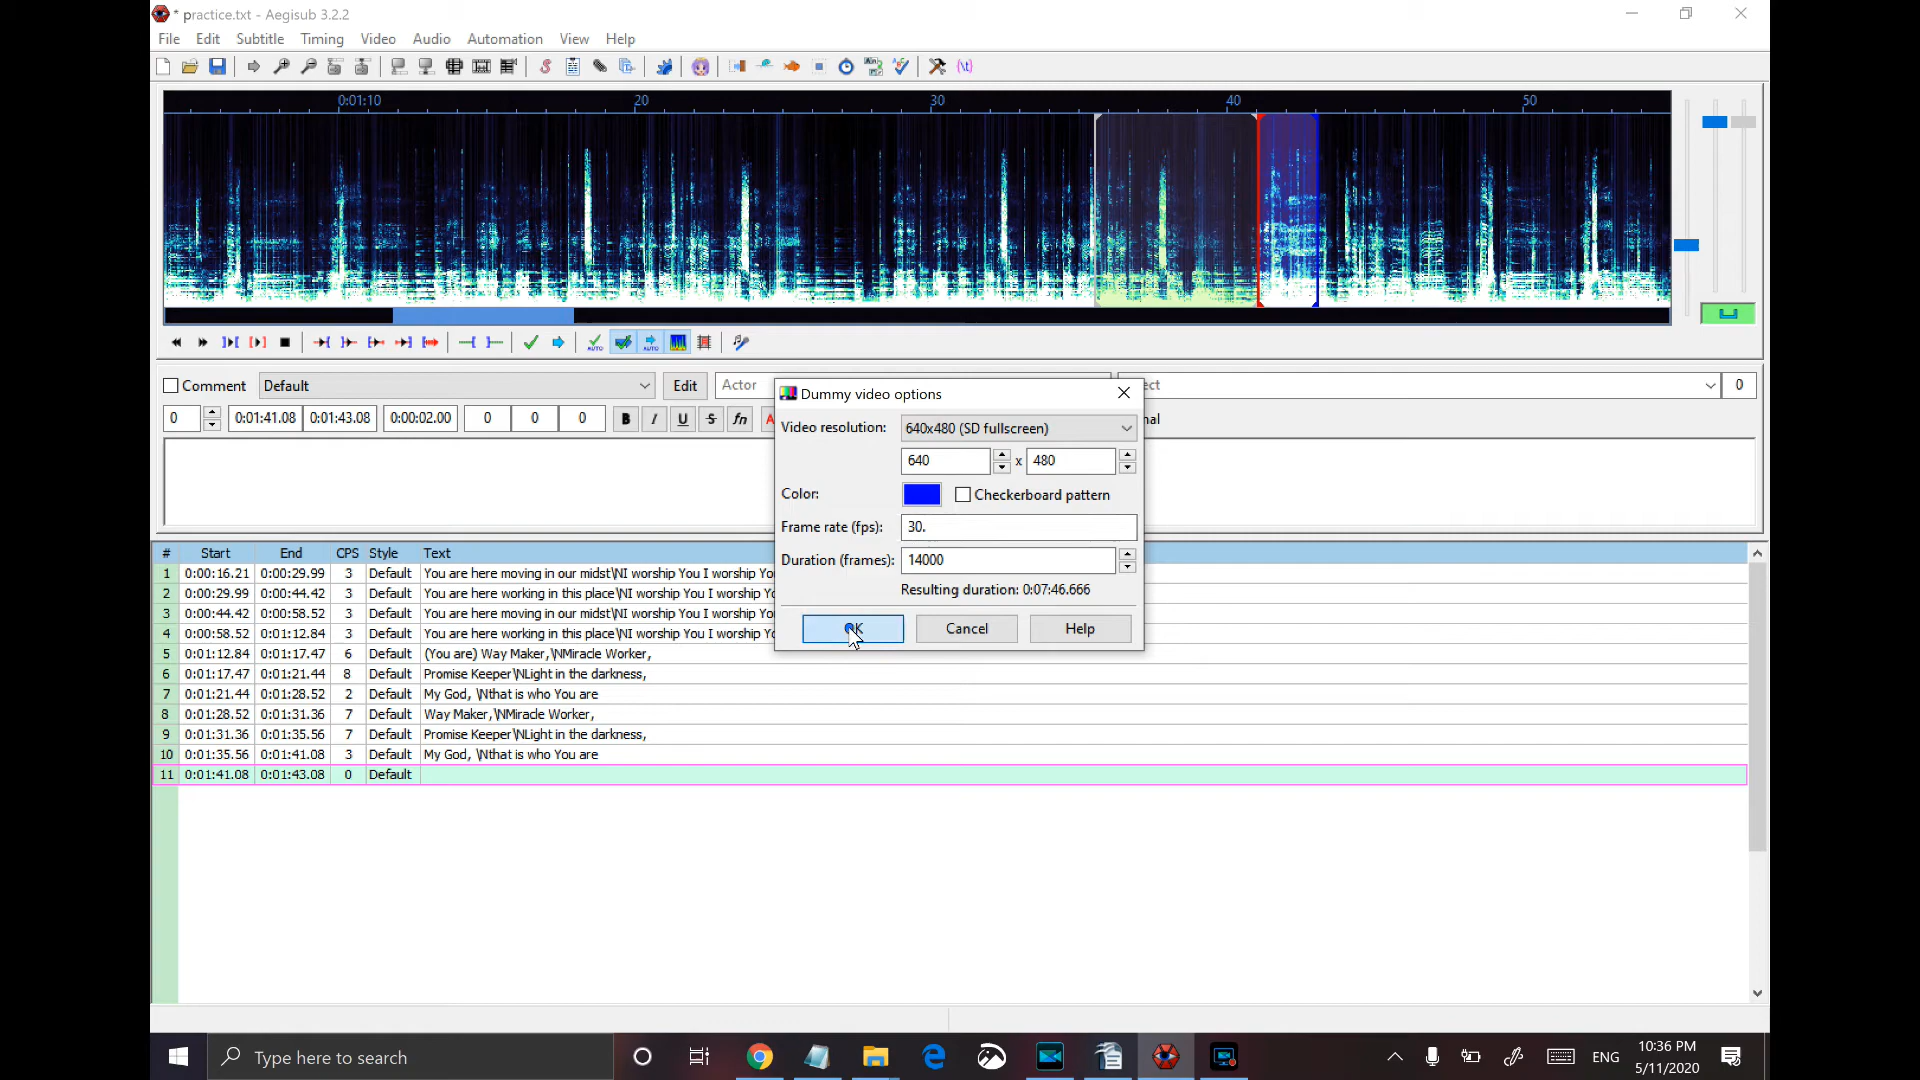 * practice.txt - Aegisub 3.2.2
File Edit Subtitle Timing Video Audio Automation View Help
0:01:10 20 30 40 50
Comment Default Edit Actor ect 0
0 0:01:41.08 0:01:43.08 0:00:02.00 0 0 0 B I U S fn A nal
Dummy video options
Video resolution: 640x480 (SD fullscreen)
640 x 480
Color: Checkerboard pattern
Frame rate (fps): 30.
Duration (frames): 14000
Resulting duration: 0:07:46.666
OK Cancel Help
# Start End CPS Style Text
1 0:00:16.21 0:00:29.99 3 Default You are here moving in our midst\NI worship You I worship Yo
2 0:00:29.99 0:00:44.42 3 Default You are here working in this place\NI worship You I worship Yo
3 0:00:44.42 0:00:58.52 3 Default You are here moving in our midst\NI worship You I worship Yo
4 0:00:58.52 0:01:12.84 3 Default You are here working in this place\NI worship You I worship Yo
5 0:01:12.84 0:01:17.47 6 Default (You are) Way Maker,\NMiracle Worker,
6 0:01:17.47 0:01:21.44 8 Default Promise Keeper\NLight in the darkness,
7 0:01:21.44 0:01:28.52 2 Default My God, \Nthat is who You are
8 0:01:28.52 0:01:31.36 7 Default Way Maker,\NMiracle Worker,
9 0:01:31.36 0:01:35.56 7 Default Promise Keeper\NLight in the darkness,
10 0:01:35.56 0:01:41.08 3 Default My God, \Nthat is who You are
11 0:01:41.08 0:01:43.08 0 Default
Type here to search
ENG
10:36 PM
5/11/2020